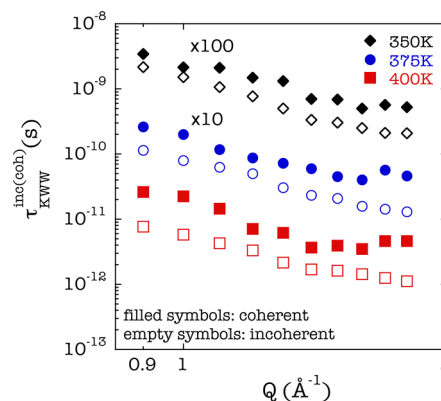 10⁻⁸
x100
350K
375K
400K
10⁻⁹
x10
10⁻¹⁰
τ_KWW^inc(coh) (s)
10⁻¹¹
10⁻¹²
filled symbols: coherent
empty symbols: incoherent
10⁻¹³
0.9 1
Q (Å⁻¹)